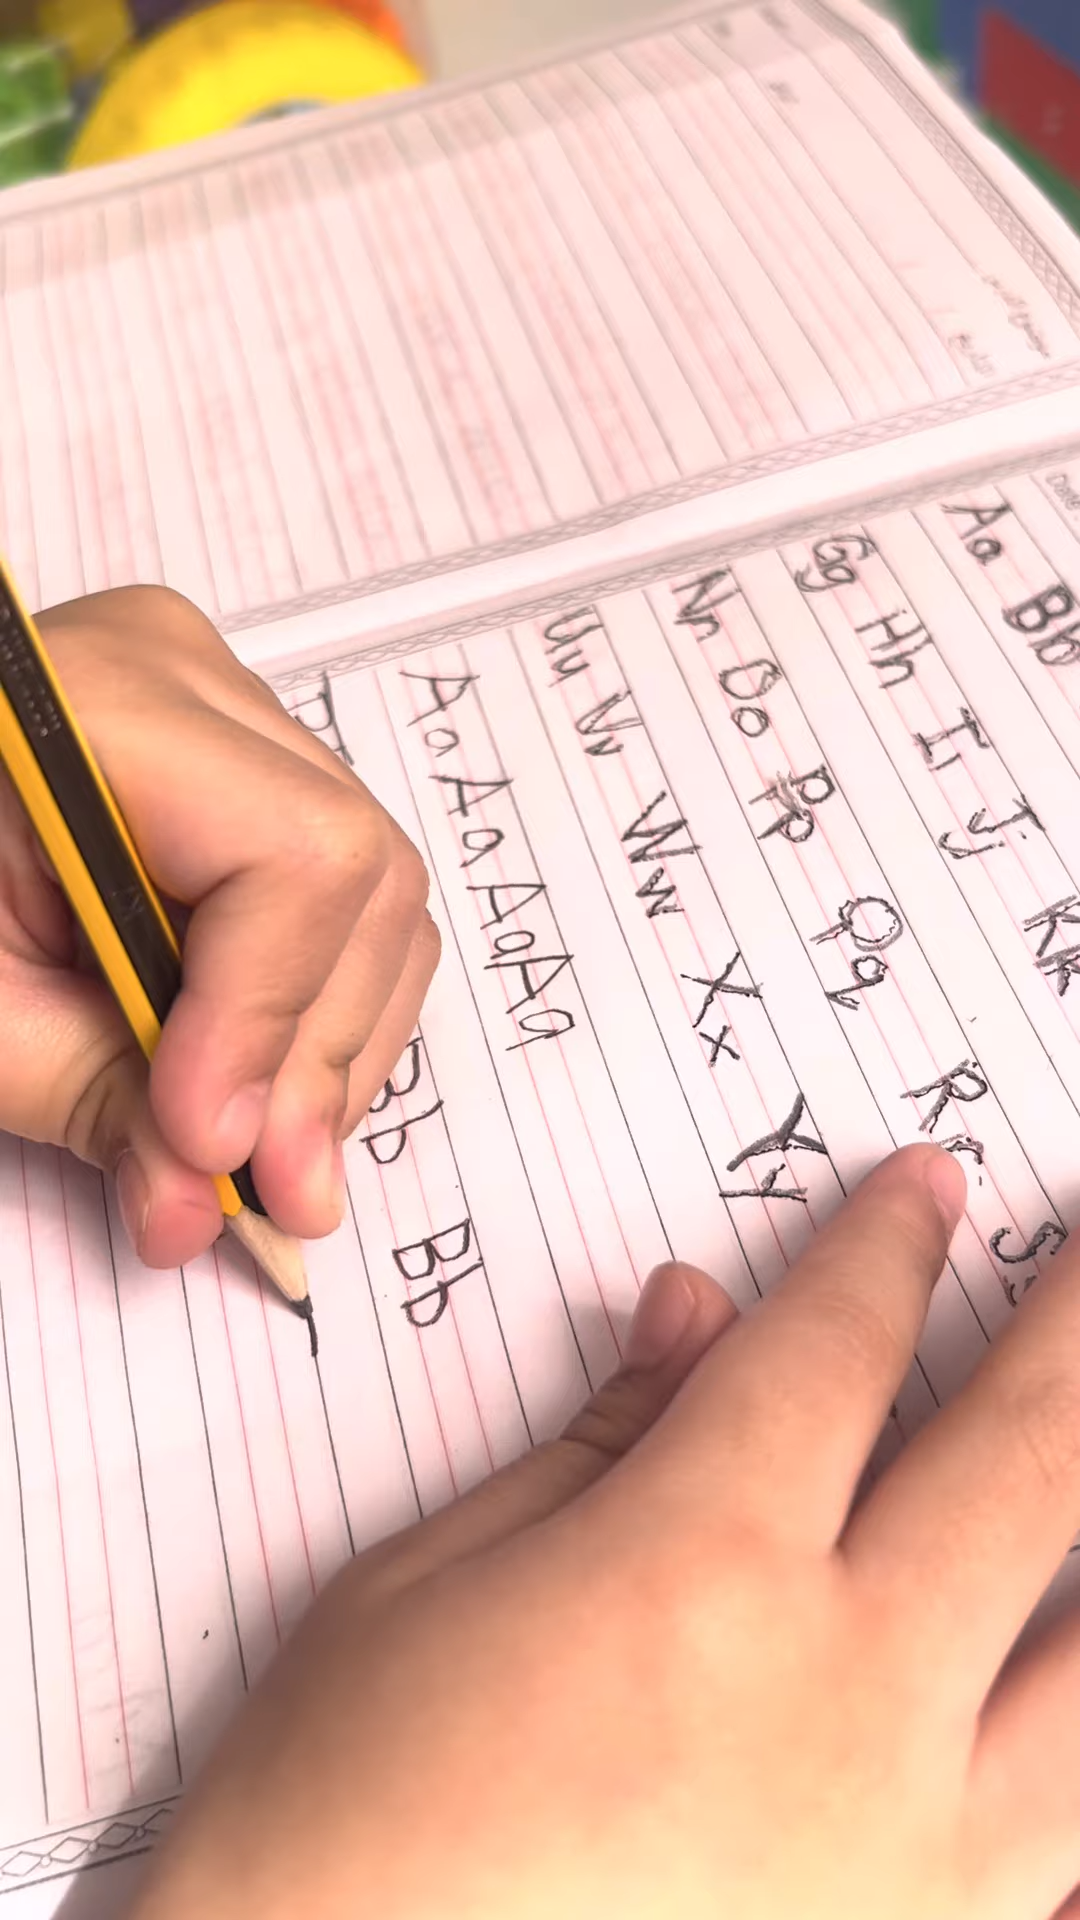 Aa Bb
Gg Hh Ii Jj Kk
Nn Oo Pp Qq Rr Ss
Uu Vv Ww Xx Yy
Aa Aa Aa Aa
Bb Bb